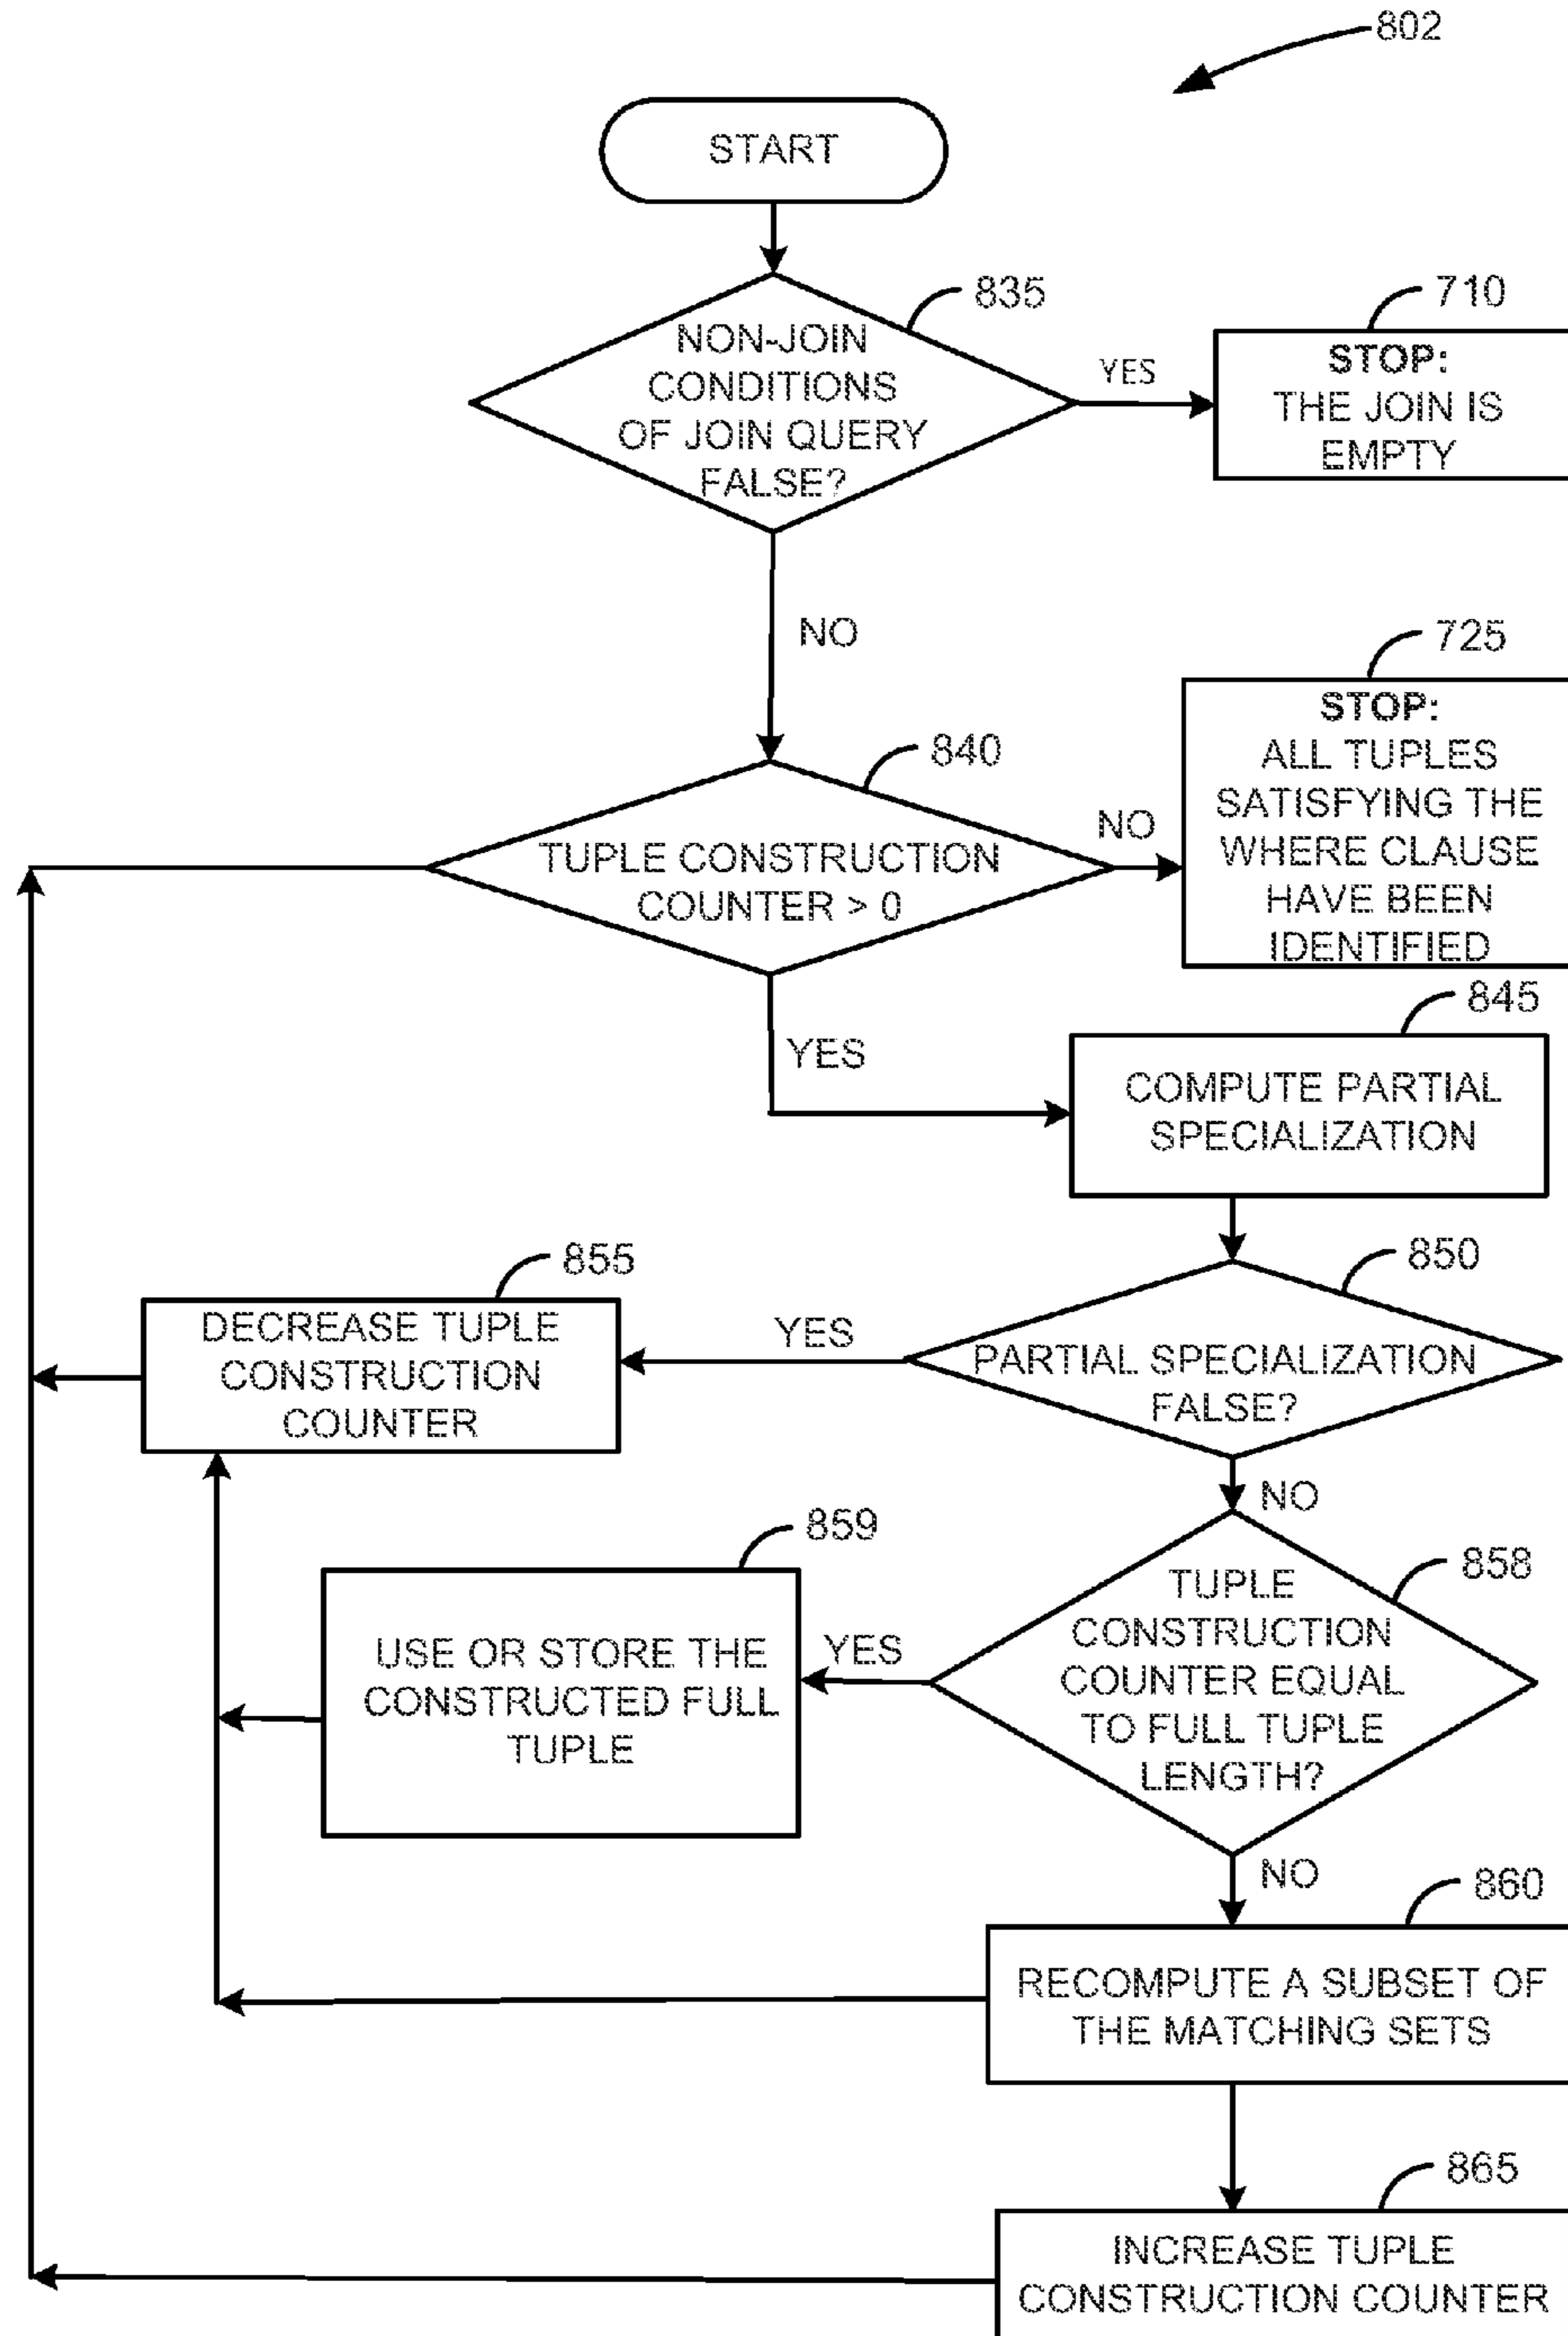 802
START
835
NON-JOIN
CONDITIONS
OF JOIN QUERY
FALSE?
YES
710
STOP:
THE JOIN IS
EMPTY
NO
725
STOP:
ALL TUPLES
SATISFYING THE
WHERE CLAUSE
HAVE BEEN
IDENTIFIED
840
TUPLE CONSTRUCTION
COUNTER > 0
NO
YES
845
COMPUTE PARTIAL
SPECIALIZATION
850
PARTIAL SPECIALIZATION
FALSE?
YES
855
DECREASE TUPLE
CONSTRUCTION
COUNTER
NO
858
TUPLE
CONSTRUCTION
COUNTER EQUAL
TO FULL TUPLE
LENGTH?
YES
859
USE OR STORE THE
CONSTRUCTED FULL
TUPLE
NO
860
RECOMPUTE A SUBSET OF
THE MATCHING SETS
865
INCREASE TUPLE
CONSTRUCTION COUNTER